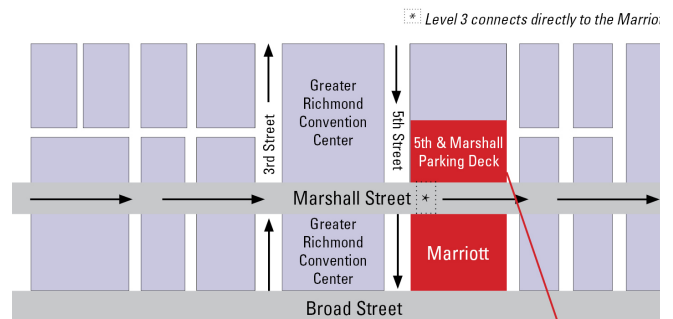 * Level 3 connects directly to the
Greater
Richmond
Convention
Center
3rd Street
5th Street
5th & Marshall
Parking Deck
Marshall Street *
Greater
Richmond
Convention
Center
Marriott
Broad Street